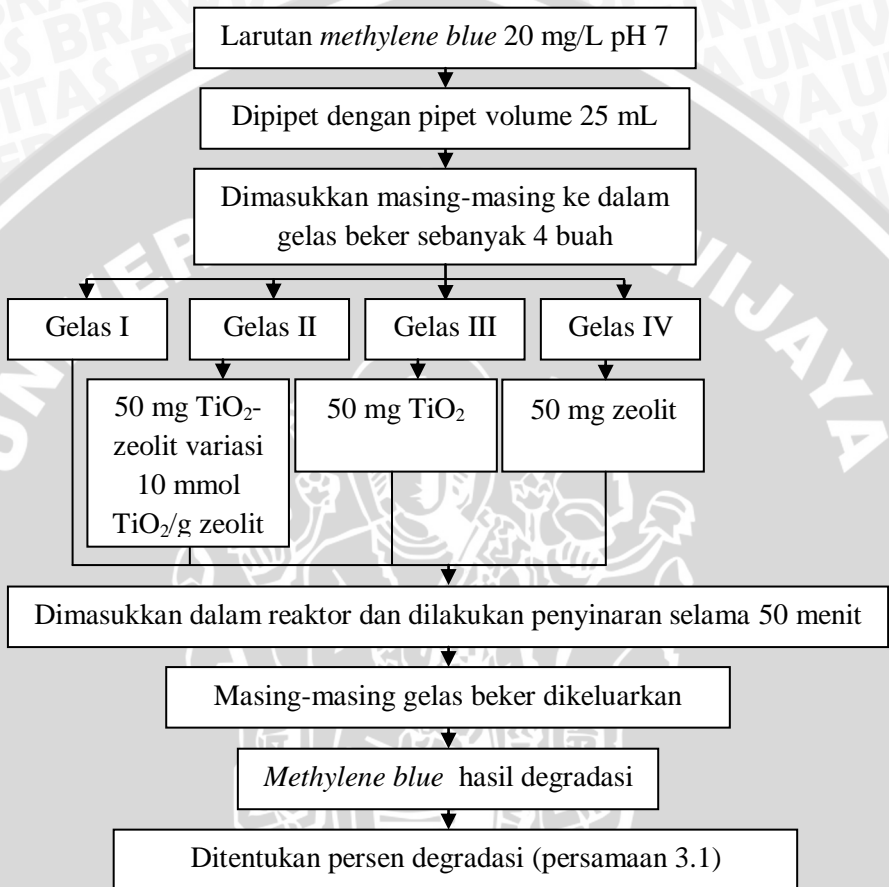 Larutan methylene blue 20 mg/L pH 7
Dipipet dengan pipet volume 25 mL
Dimasukkan masing-masing ke dalam
gelas beker sebanyak 4 buah
Gelas I
Gelas II
Gelas III
Gelas IV
50 mg TiO₂-
zeolit variasi
10 mmol
TiO₂/g zeolit
50 mg TiO₂
50 mg zeolit
Dimasukkan dalam reaktor dan dilakukan penyinaran selama 50 menit
Masing-masing gelas beker dikeluarkan
Methylene blue hasil degradasi
Ditentukan persen degradasi (persamaan 3.1)